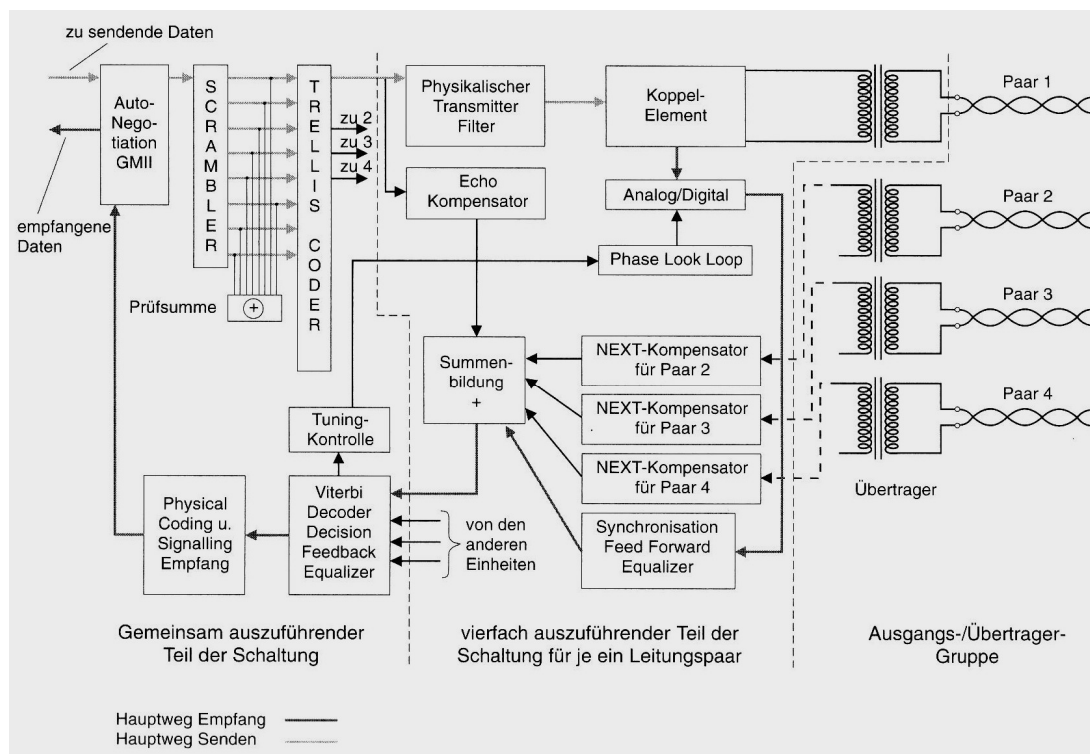 zu sendende Daten
Auto-
Nego-
tiation
GMII
empfangene
Daten
SCRAMBLER
Prüfsumme
+
TRELLIS CODER
zu 2
zu 3
zu 4
Physikalischer
Transmitter
Filter
Koppel-
Element
Echo
Kompensator
Analog/Digital
Phase Look Loop
Paar 1
Paar 2
Paar 3
Paar 4
Übertrager
Summen-
bildung
+
NEXT-Kompensator
für Paar 2
NEXT-Kompensator
für Paar 3
NEXT-Kompensator
für Paar 4
Synchronisation
Feed Forward
Equalizer
Tuning-
Kontrolle
Physical
Coding u.
Signalling
Empfang
Viterbi
Decoder
Decision
Feedback
Equalizer
von den
anderen
Einheiten
Gemeinsam auszuführender
Teil der Schaltung
vierfach auszuführender Teil der
Schaltung für je ein Leitungspaar
Ausgangs-/Übertrager-
Gruppe
Hauptweg Empfang
Hauptweg Senden